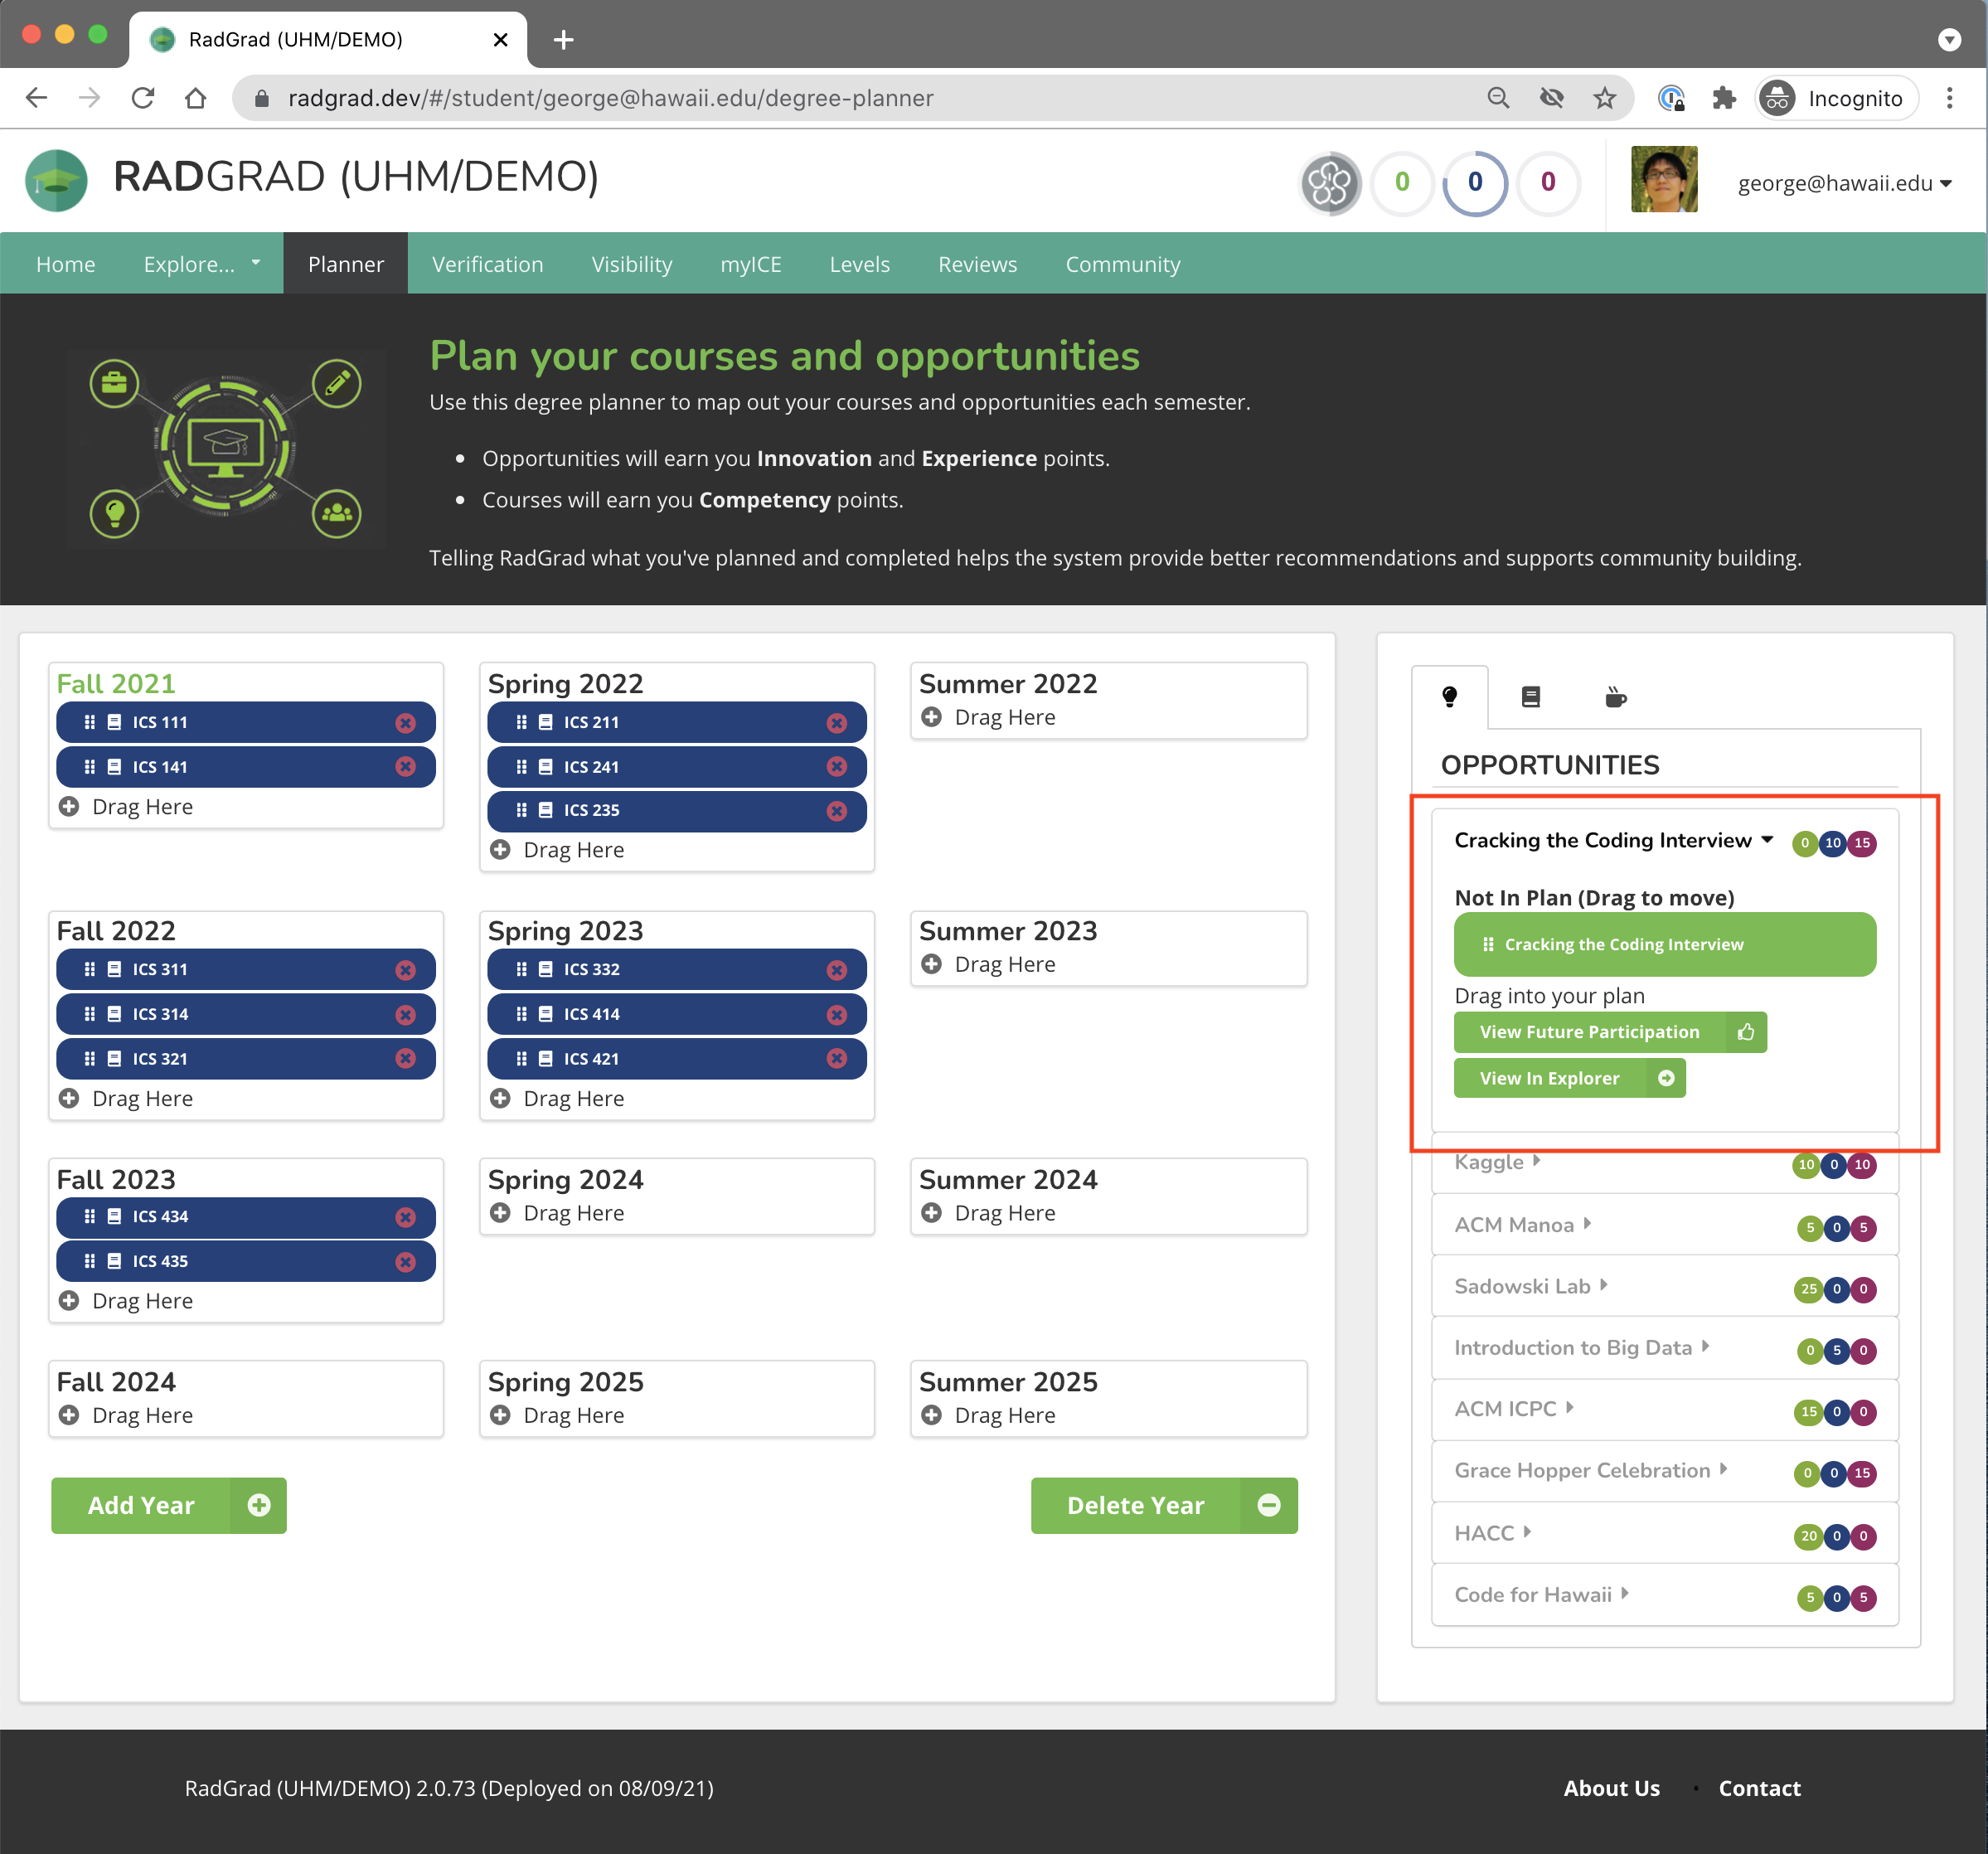 RadGrad (UHM/DEMO)
radgrad.dev/#/student/george@hawaii.edu/degree-planner
Incognito
RADGRAD (UHM/DEMO)
0 0 0
george@hawaii.edu
Home Explore... Planner Verification Visibility myICE Levels Reviews Community
Plan your courses and opportunities
Use this degree planner to map out your courses and opportunities each semester.
• Opportunities will earn you Innovation and Experience points.
• Courses will earn you Competency points.
Telling RadGrad what you've planned and completed helps the system provide better recommendations and supports community building.
Fall 2021
ICS 111
ICS 141
Drag Here
Spring 2022
ICS 211
ICS 241
ICS 235
Drag Here
Summer 2022
Drag Here
Fall 2022
ICS 311
ICS 314
ICS 321
Drag Here
Spring 2023
ICS 332
ICS 414
ICS 421
Drag Here
Summer 2023
Drag Here
Fall 2023
ICS 434
ICS 435
Drag Here
Spring 2024
Drag Here
Summer 2024
Drag Here
Fall 2024
Drag Here
Spring 2025
Drag Here
Summer 2025
Drag Here
Add Year
Delete Year
OPPORTUNITIES
Cracking the Coding Interview 0 10 15
Not In Plan (Drag to move)
Cracking the Coding Interview
Drag into your plan
View Future Participation
View In Explorer
Kaggle 10 0 10
ACM Manoa 5 0 5
Sadowski Lab 25 0 0
Introduction to Big Data 0 5 0
ACM ICPC 15 0 0
Grace Hopper Celebration 0 0 15
HACC 20 0 0
Code for Hawaii 5 0 5
RadGrad (UHM/DEMO) 2.0.73 (Deployed on 08/09/21)
About Us · Contact